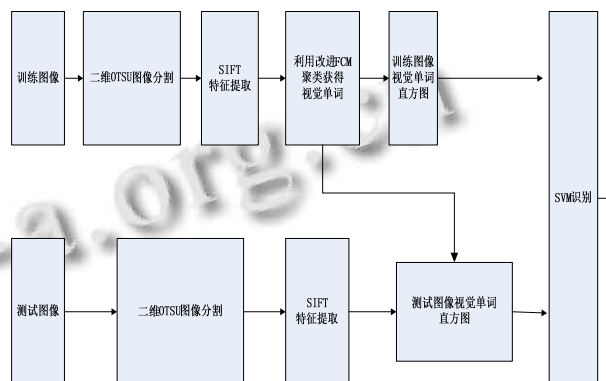 训练图像
二维OTSU图像分割
SIFT
特征提取
利用改进FCM
聚类获得
视觉单词
训练图像
视觉单词
直方图
SVM识别
测试图像
二维OTSU图像分割
SIFT
特征提取
测试图像视觉单词
直方图
a.org.cn